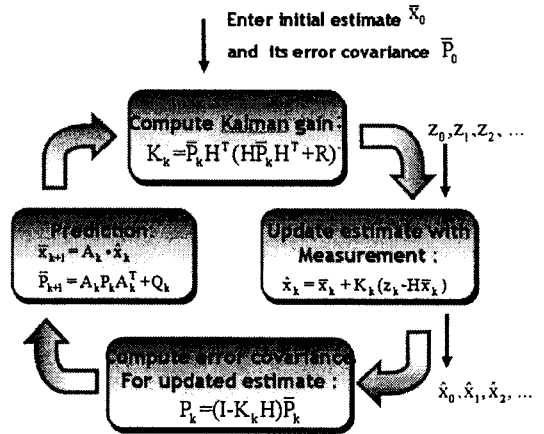 Enter initial estimate x̅₀
and its error covariance P̅₀
Compute Kalman gain :
Kₖ=P̅ₖHᵀ(HP̅ₖHᵀ+R)⁻
z₀,z₁,z₂, ...
Prediction:
x̅ₖ₊₁=Aₖ•x̂ₖ
P̅ₖ₊₁=AₖpₖAₖᵀ+Qₖ
Update estimate with
Measurement :
x̂ₖ = x̅ₖ + Kₖ(zₖ-Hx̅ₖ)
Compute error covariance
For updated estimate :
Pₖ=(I-KₖH)P̅ₖ
x̂₀、x̂₁,x̂₂, ...